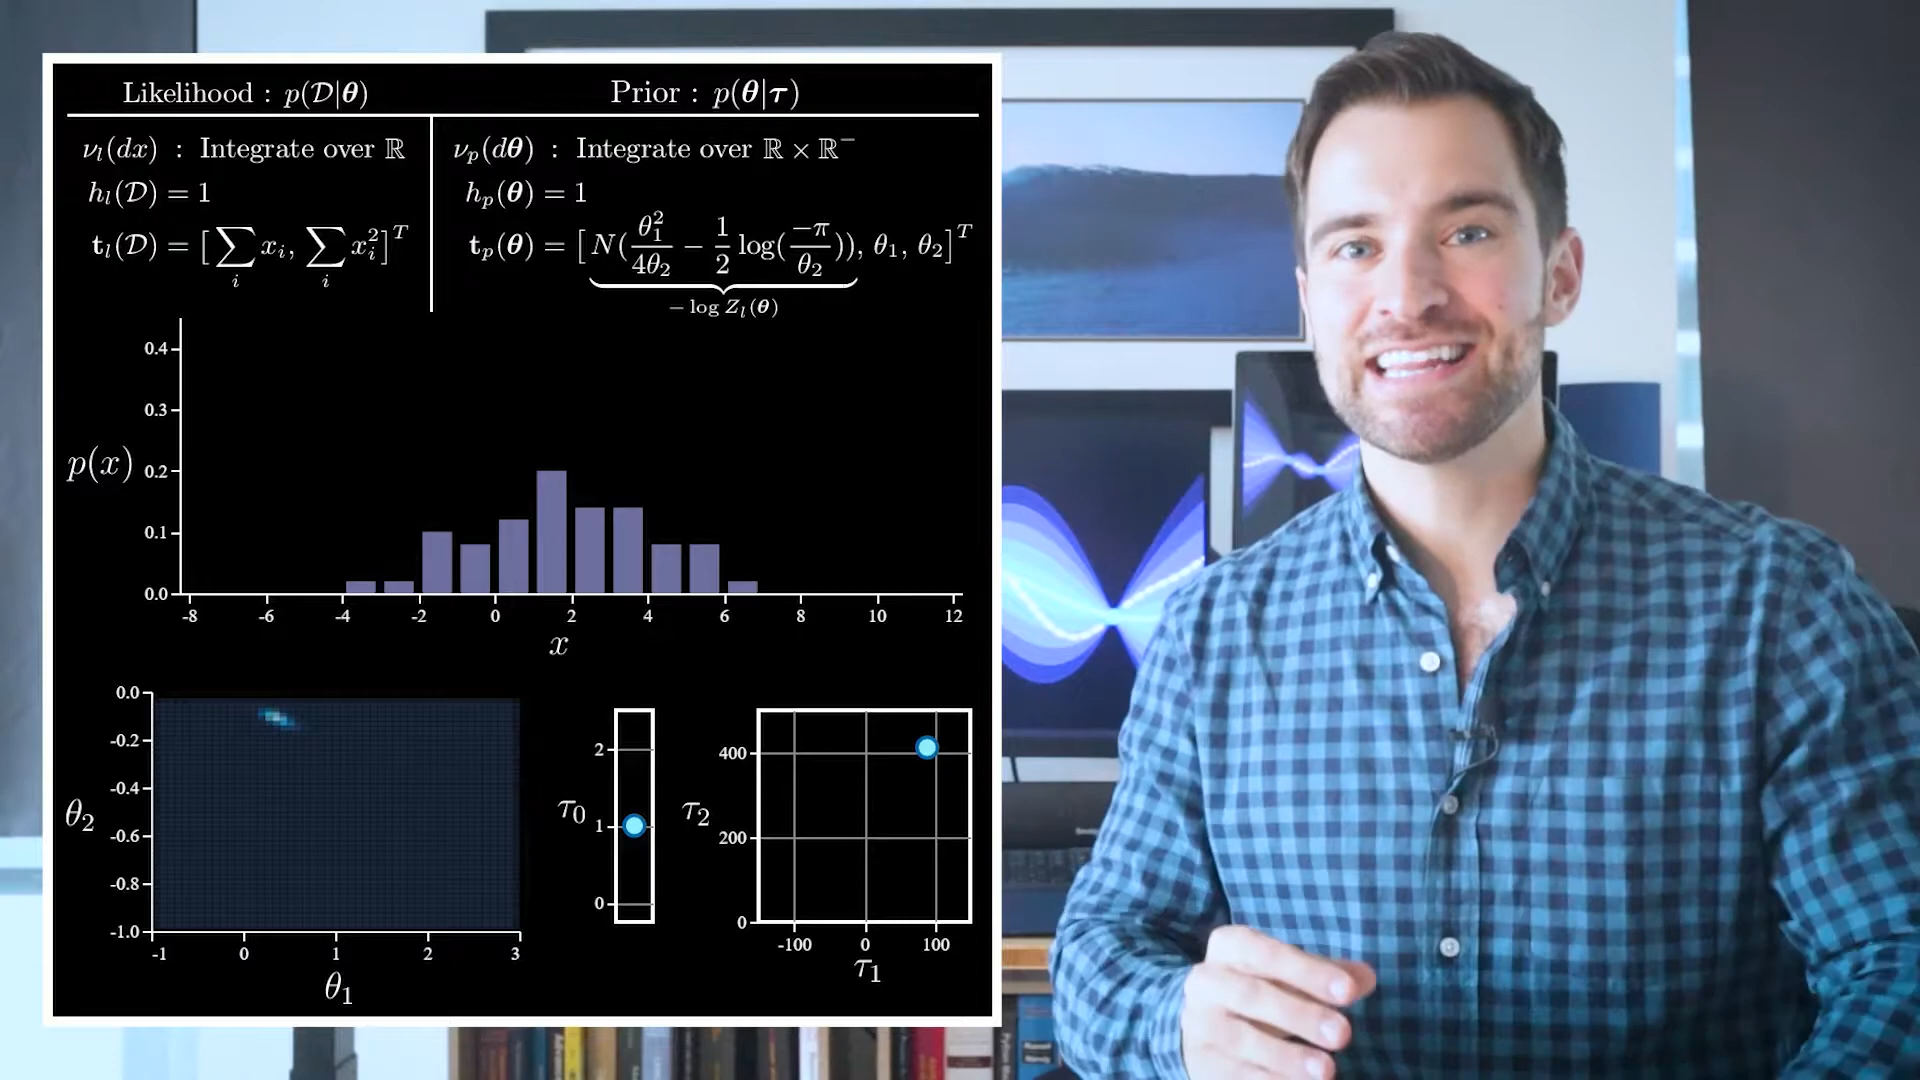 Likelihood : p(𝒟|θ)
Prior : p(θ|τ)
ν_l(dx) : Integrate over ℝ
h_l(𝒟) = 1
t_l(𝒟) = [∑_i x_i, ∑_i x_i^2]^T
ν_p(dθ) : Integrate over ℝ × ℝ^−
h_p(θ) = 1
t_p(θ) = [N(θ_1^2/4θ_2 − 1/2 log(−π/θ_2)), θ_1, θ_2]^T
− log Z_l(θ)
0.4
0.3
0.2
0.1
0.0
p(x)
-8 -6 -4 -2 0 2 4 6 8 10 12
x
0.0
-0.2
-0.4
-0.6
-0.8
-1.0
θ_2
-1 0 1 2 3
θ_1
2
1
0
τ_0
400
200
0
τ_2
-100 0 100
τ_1